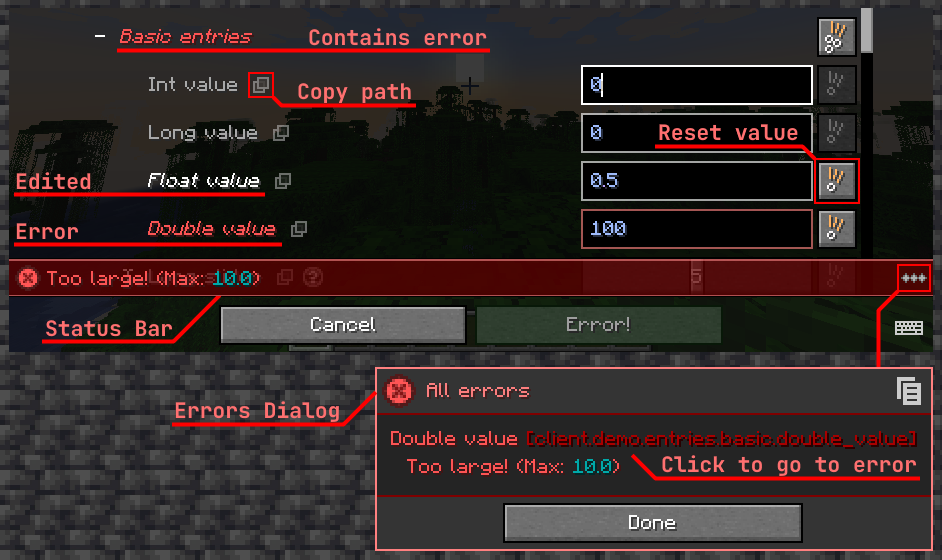 – Basic entries Contains error
Int value Copy path 0
Long value 0 Reset value
Edited Float value 0.5
Error Double value 100
Too large! (Max: 10.0) 5
Status Bar Cancel Error!
All errors
Errors Dialog
Double value [client.demo.entries.basic.double_value]
Too large! (Max: 10.0) Click to go to error
Done